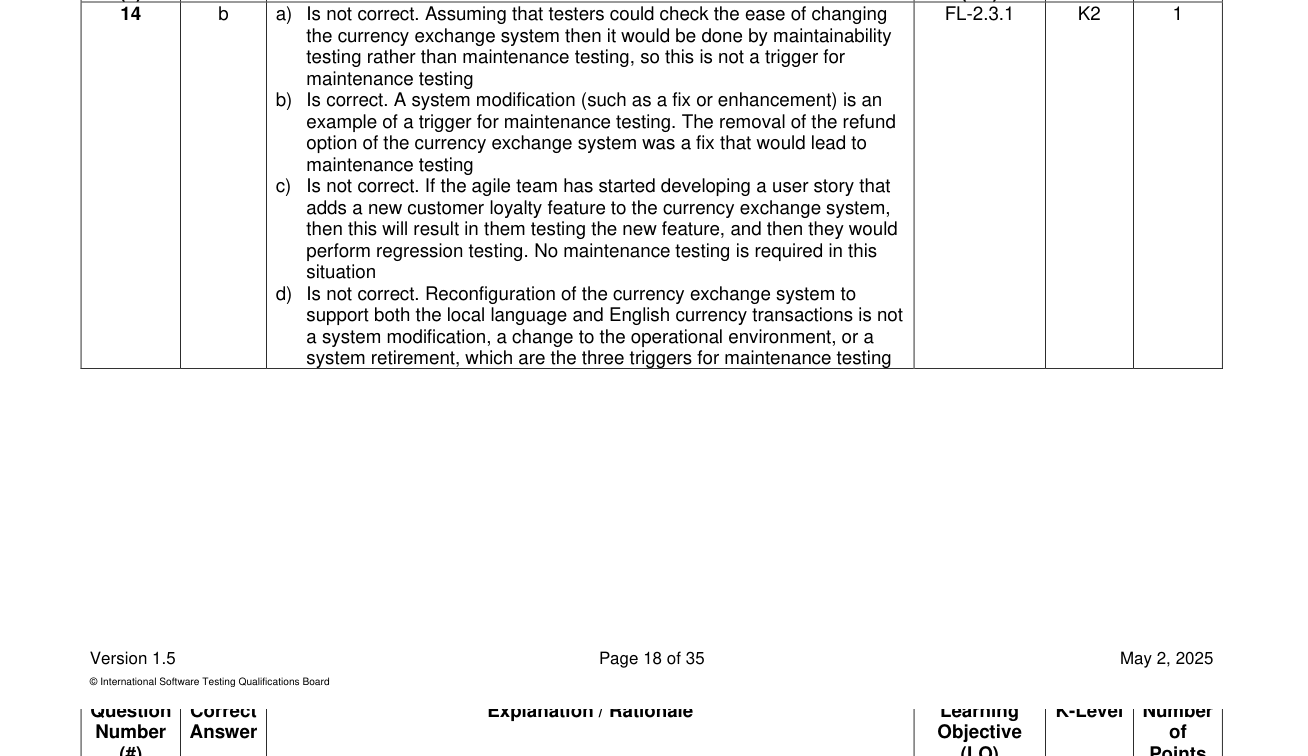 14 b a) Is not correct. Assuming that testers could check the ease of changing FL-2.3.1 K2 1
the currency exchange system then it would be done by maintainability
testing rather than maintenance testing, so this is not a trigger for
maintenance testing
b) Is correct. A system modification (such as a fix or enhancement) is an
example of a trigger for maintenance testing. The removal of the refund
option of the currency exchange system was a fix that would lead to
maintenance testing
c) Is not correct. If the agile team has started developing a user story that
adds a new customer loyalty feature to the currency exchange system,
then this will result in them testing the new feature, and then they would
perform regression testing. No maintenance testing is required in this
situation
d) Is not correct. Reconfiguration of the currency exchange system to
support both the local language and English currency transactions is not
a system modification, a change to the operational environment, or a
system retirement, which are the three triggers for maintenance testing
Version 1.5 Page 18 of 35 May 2, 2025
© International Software Testing Qualifications Board
Question Correct Explanation / Rationale Learning K-Level Number
Number Answer Objective of
(#) (LO) Points